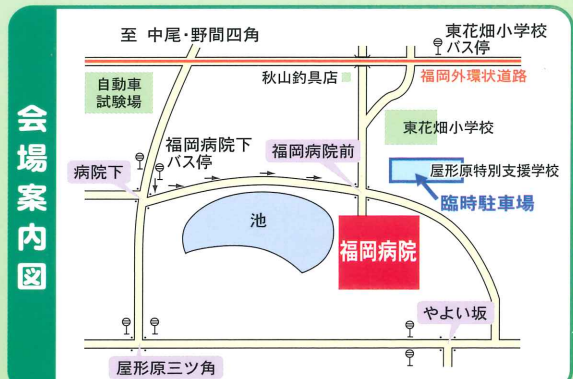 会場案内図
至 中尾・野間四角
東花畑小学校
バス停
福岡外環状道路
秋山釣具店
自動車
試験場
東花畑小学校
福岡病院下
バス停
福岡病院前
病院下
屋形原特別支援学校
臨時駐車場
池
福岡病院
やよい坂
屋形原三ツ角